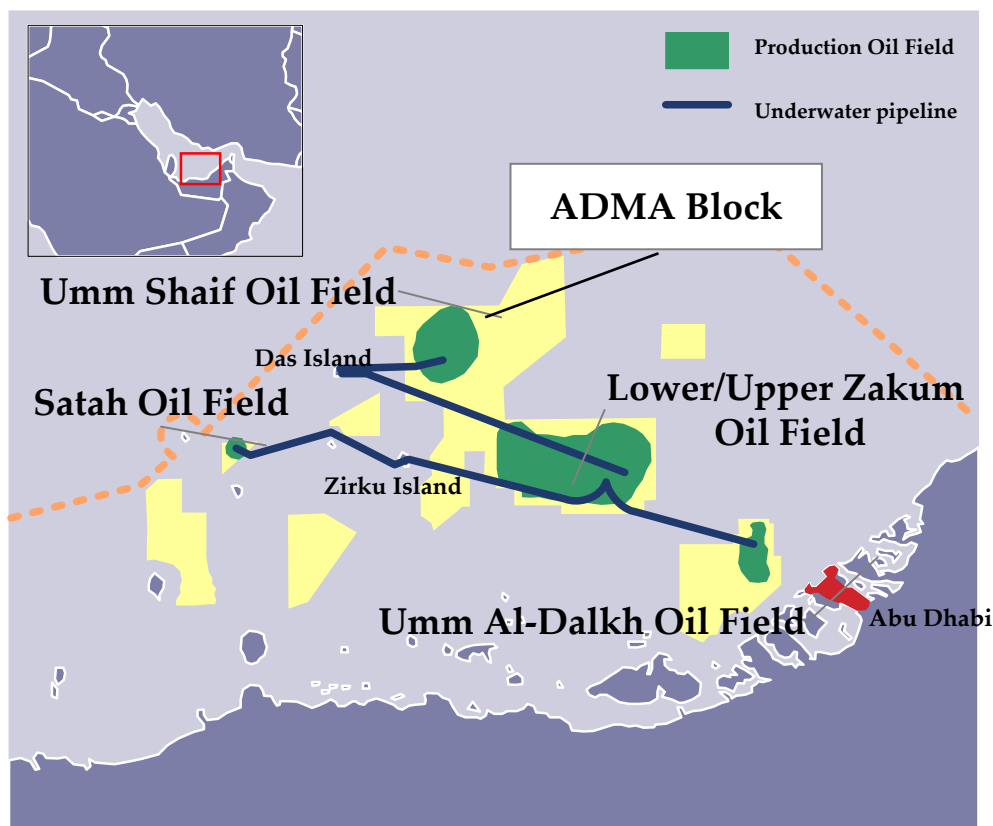 Production Oil Field
Underwater pipeline
ADMA Block
Umm Shaif Oil Field
Das Island
Satah Oil Field
Lower/Upper Zakum
Oil Field
Zirku Island
Umm Al-Dalkh Oil Field
Abu Dhabi